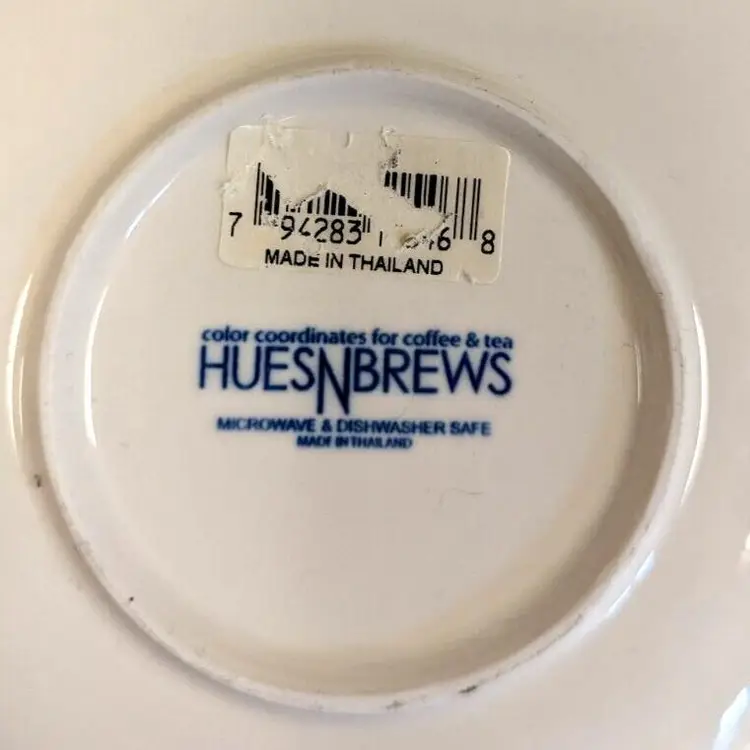 7 94283 8
MADE IN THAILAND
color coordinates for coffee & tea
HUESNBREWS
MICROWAVE & DISHWASHER SAFE
MADE IN THAILAND